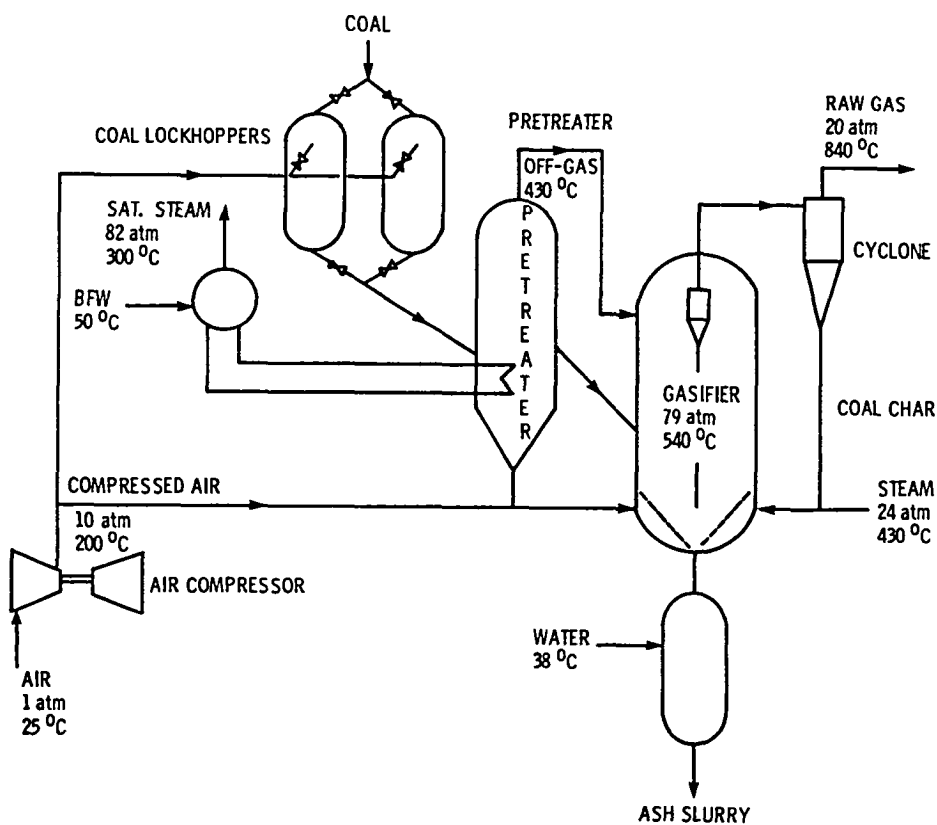 COAL
COAL LOCKHOPPERS
PRETREATER
OFF-GAS
430 °C
RAW GAS
20 atm
840 °C
SAT. STEAM
82 atm
300 °C
CYCLONE
BFW
50 °C
PRETREATER
GASIFIER
79 atm
540 °C
COAL CHAR
COMPRESSED AIR
10 atm
200 °C
STEAM
24 atm
430 °C
AIR COMPRESSOR
WATER
38 °C
AIR
1 atm
25 °C
ASH SLURRY